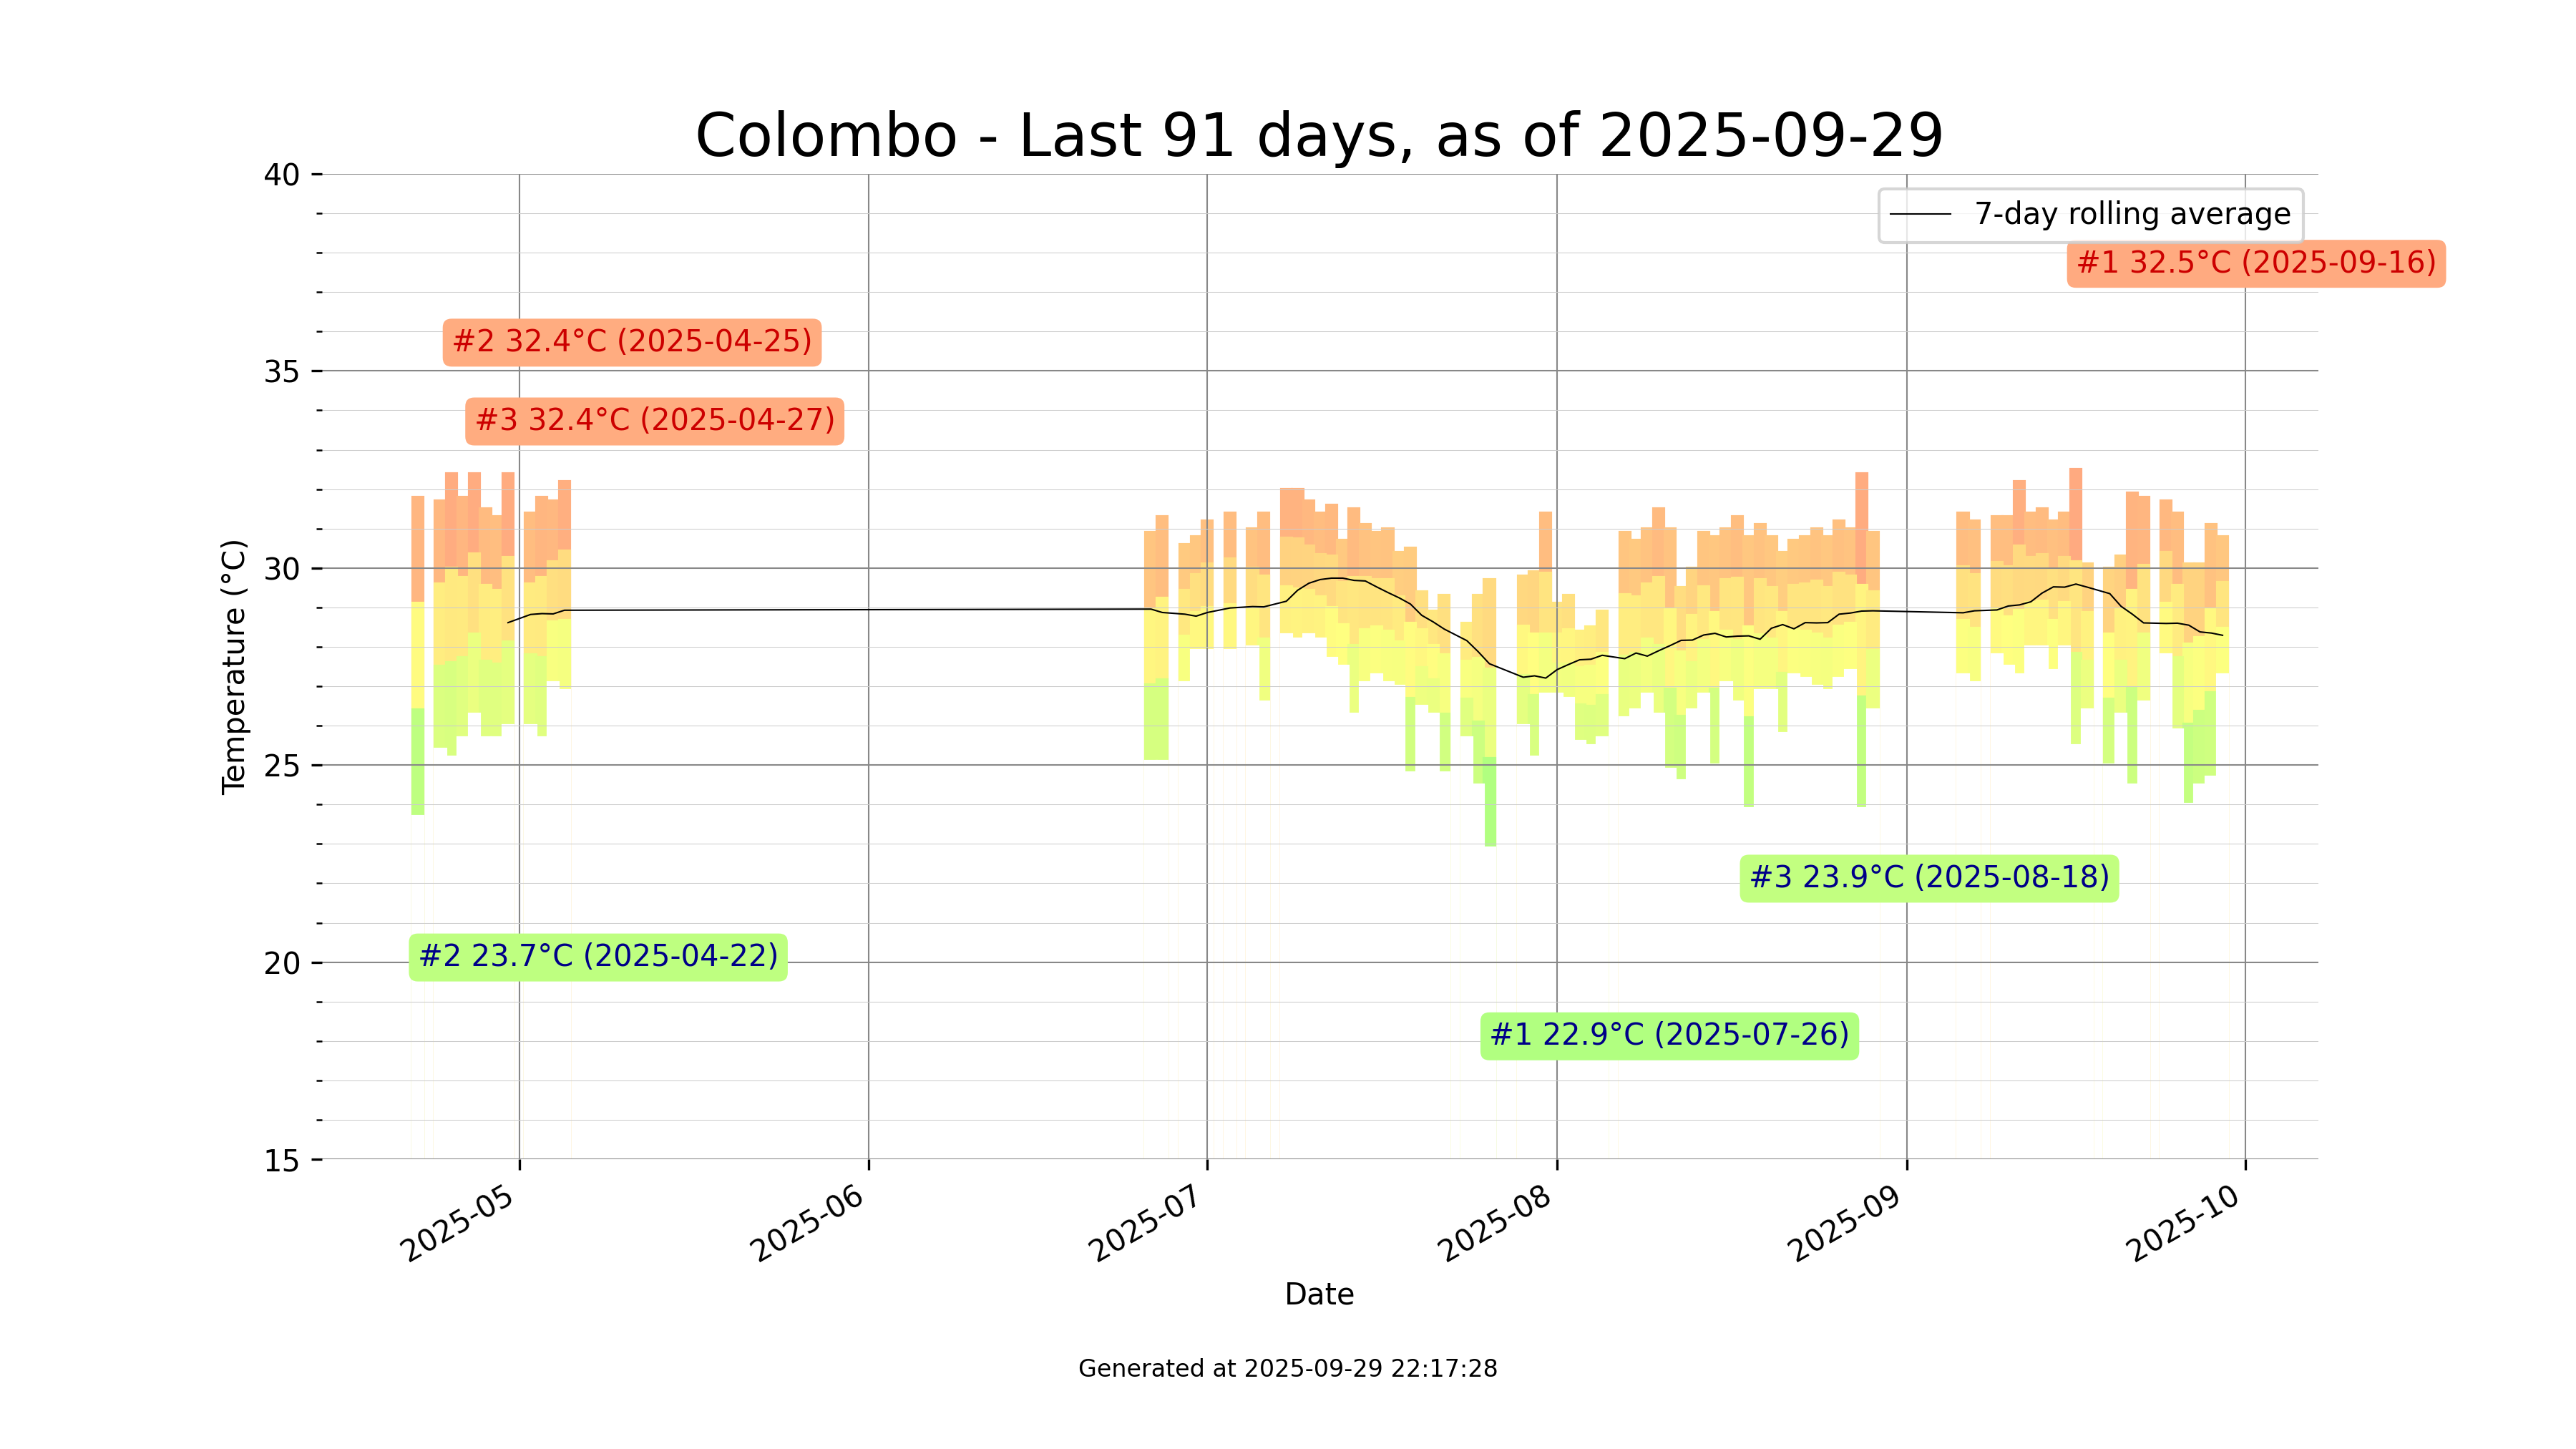 Colombo - Last 91 days, as of 2025-09-29
7-day rolling average
#1 32.5°C (2025-09-16)
#2 32.4°C (2025-04-25)
#3 32.4°C (2025-04-27)
#3 23.9°C (2025-08-18)
#2 23.7°C (2025-04-22)
#1 22.9°C (2025-07-26)
Temperature (°C)
40
35
30
25
20
15
2025-05
2025-06
2025-07
2025-08
2025-09
2025-10
Date
Generated at 2025-09-29 22:17:28